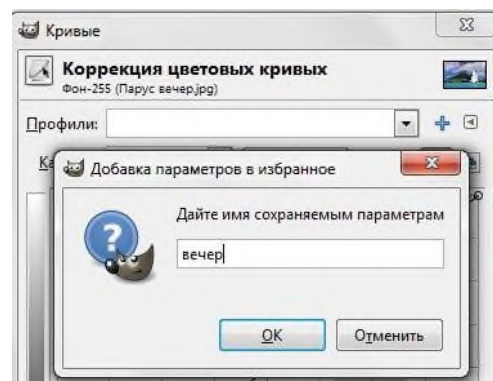 Кривые
Коррекция цветовых кривых
Фон-255 (Парус вечер.jpg)
Профили:
Добавка параметров в избранное
Дайте имя сохраняемым параметрам
вечер
OK Отменить